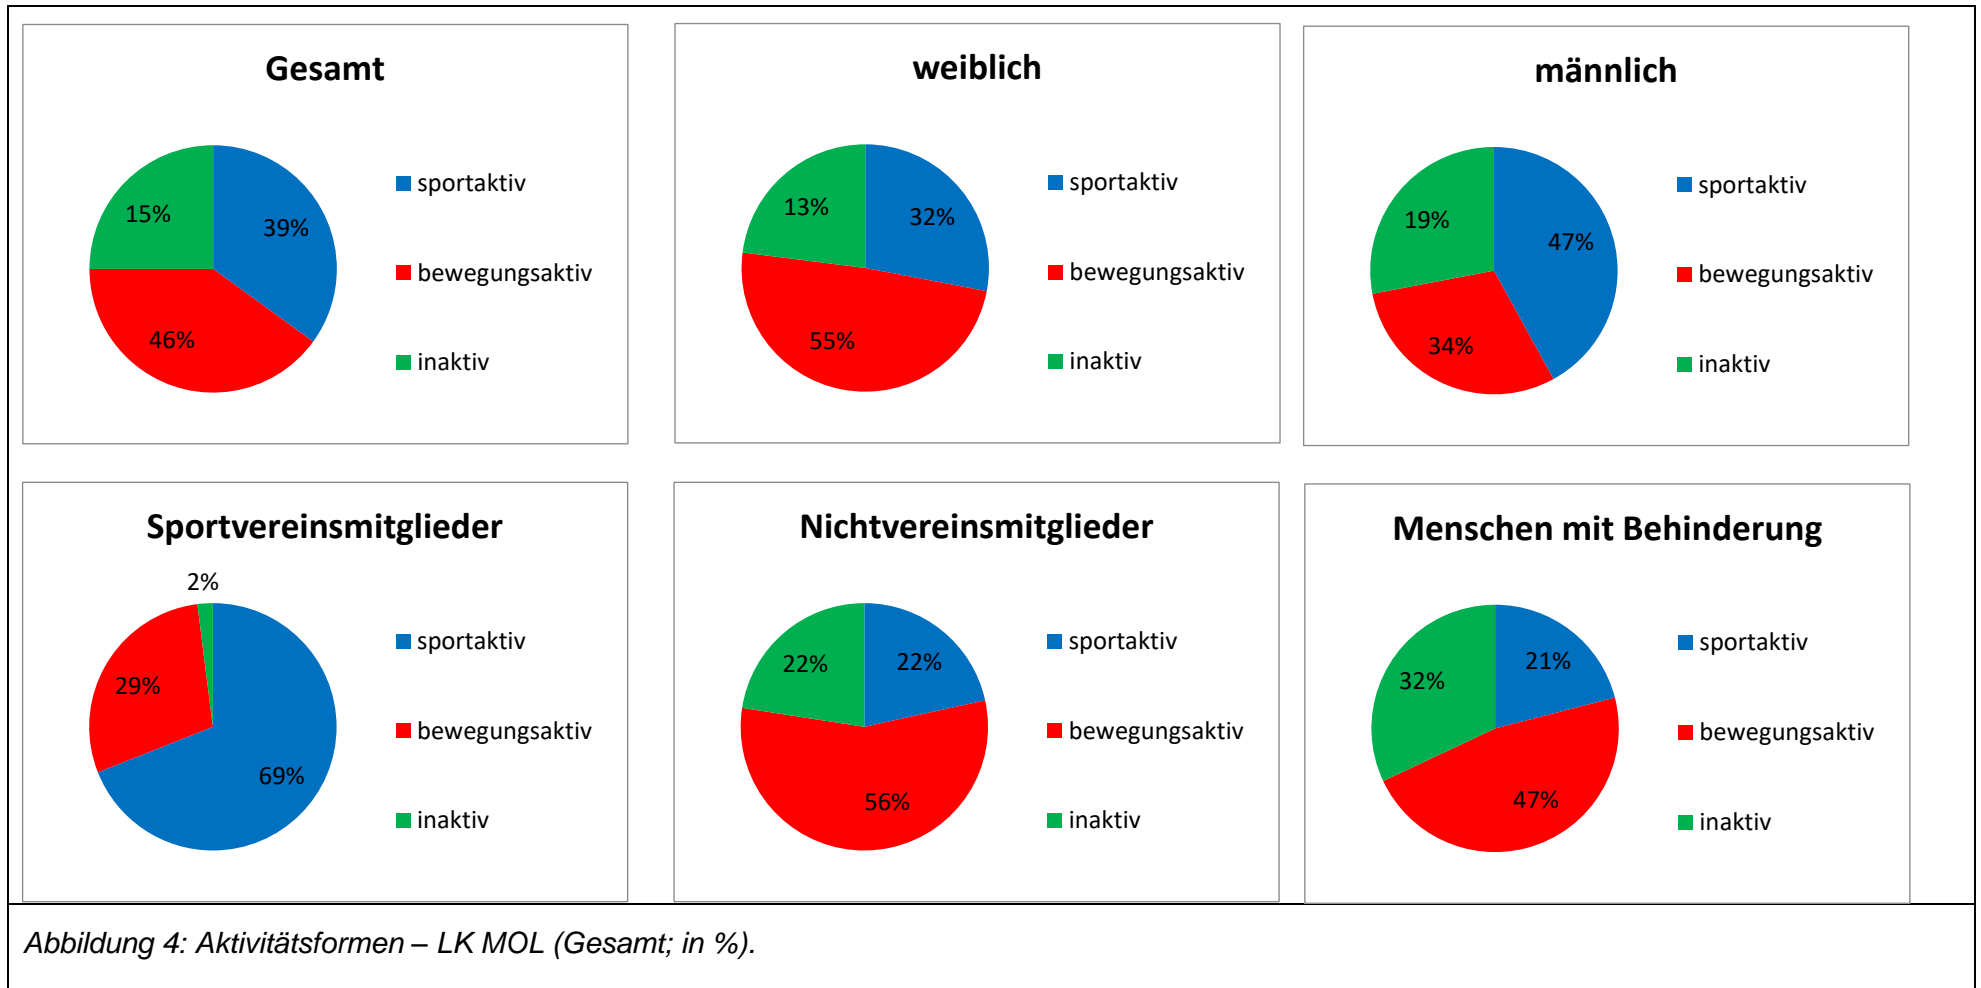 Gesamt
15%
39%
46%
sportaktiv
bewegungsaktiv
inaktiv
weiblich
13%
32%
55%
sportaktiv
bewegungsaktiv
inaktiv
männlich
19%
47%
34%
sportaktiv
bewegungsaktiv
inaktiv
Sportvereinsmitglieder
2%
29%
69%
sportaktiv
bewegungsaktiv
inaktiv
Nichtvereinsmitglieder
22%
22%
56%
sportaktiv
bewegungsaktiv
inaktiv
Menschen mit Behinderung
32%
21%
47%
sportaktiv
bewegungsaktiv
inaktiv
Abbildung 4: Aktivitätsformen – LK MOL (Gesamt; in %).